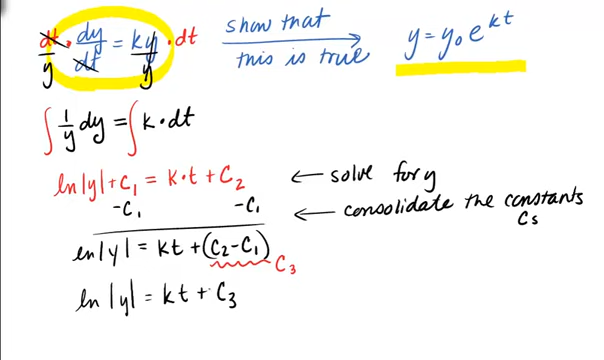 dt/y · dy/dt = ky/y · dt show that this is true y = y₀e^kt
∫ 1/y dy = ∫ k · dt
ln|y| + C₁ = k·t + C₂ ← solve for y
-C₁ -C₁ ← consolidate the constants
Cs
ln|y| = kt + (C₂ - C₁)
C₃
ln|y| = kt + C₃